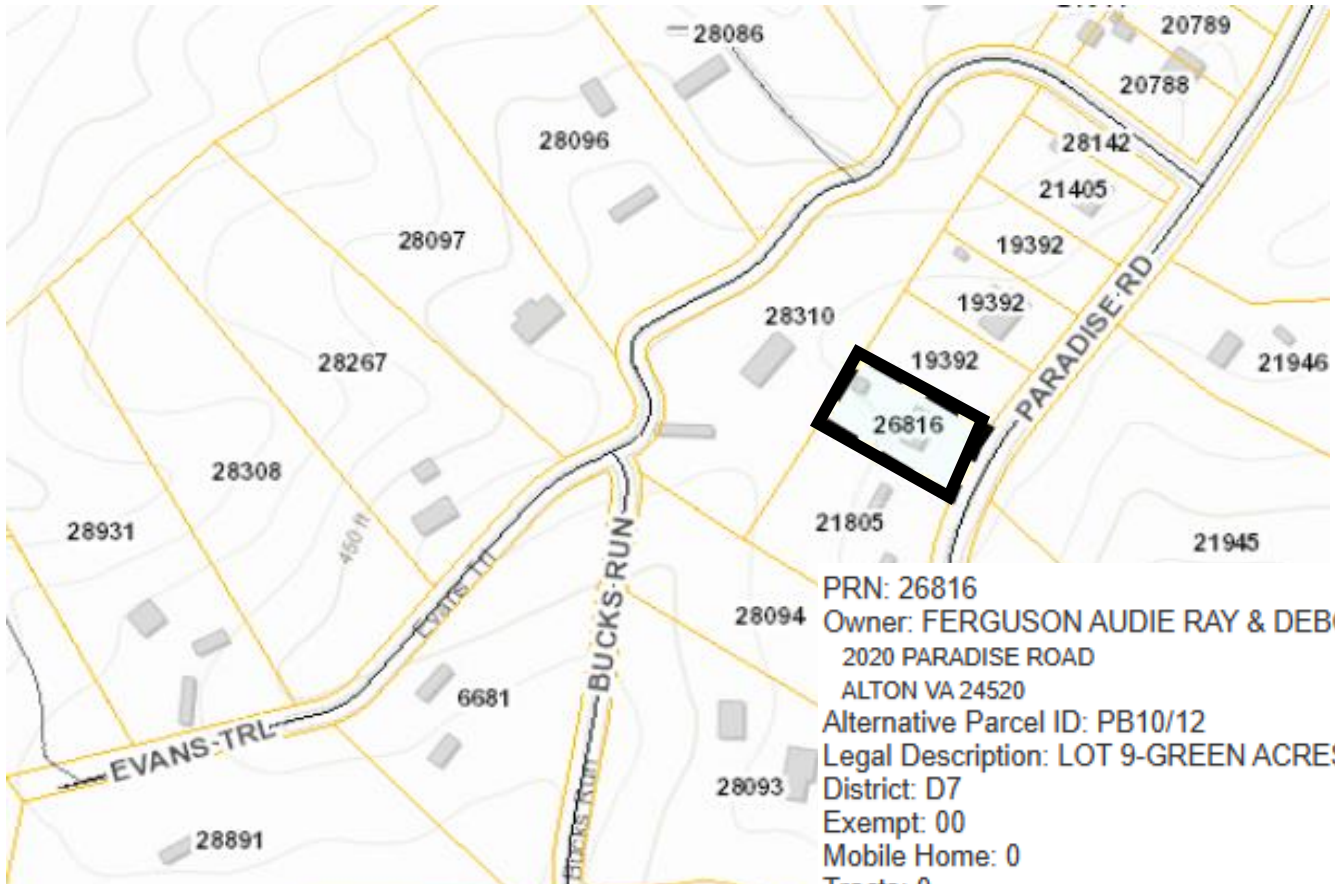 20789
28086
20788
28096
28142
21405
28097
19392
19392
28310
28267
19392
21946
PARADISE RD
26816
28308
28931
450 ft
21805
21945
Evans Trl
BUCKS RUN
28094
6681
EVANS TRL
28093
28891
Bucks Run
PRN: 26816
Owner: FERGUSON AUDIE RAY &
2020 PARADISE ROAD
ALTON VA 24520
Alternative Parcel ID: PB10/12
Legal Description: LOT 9-GREEN ACRES
District: D7
Exempt: 00
Mobile Home: 0